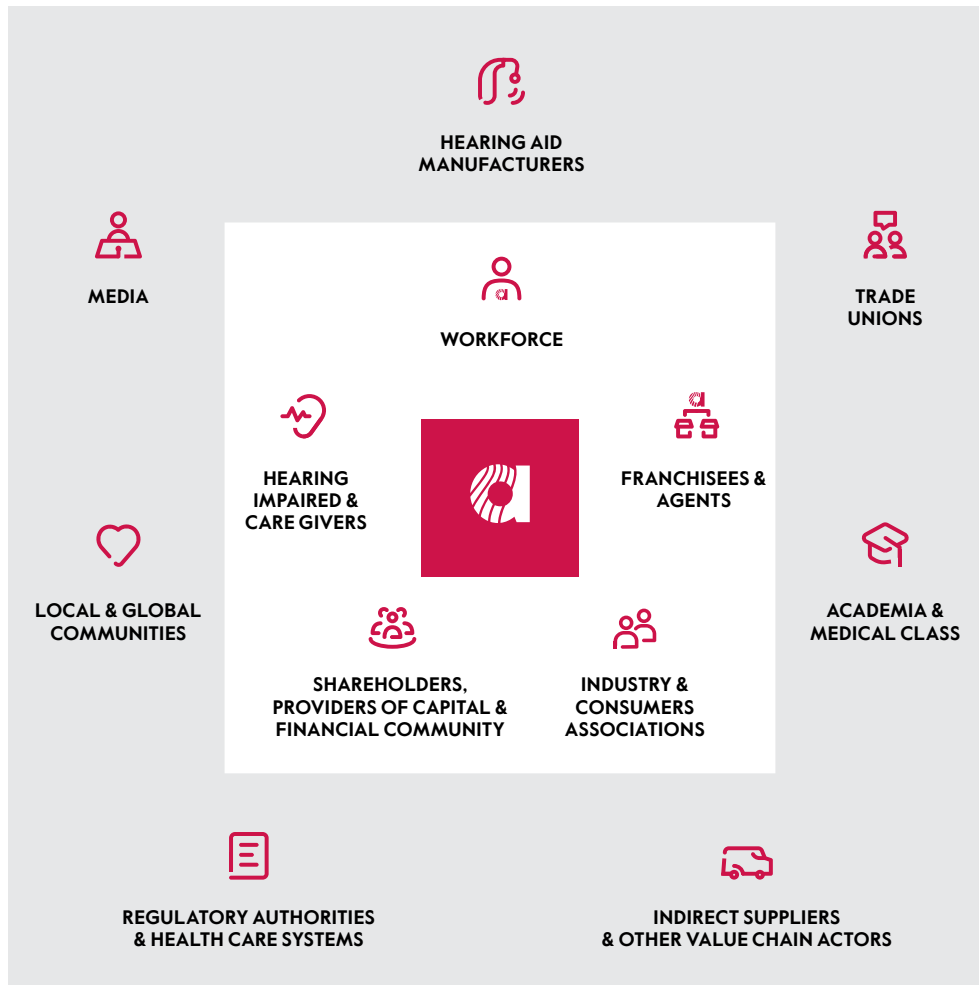 HEARING AID
MANUFACTURERS
MEDIA
TRADE
UNIONS
WORKFORCE
HEARING
IMPAIRED &
CARE GIVERS
FRANCHISEES &
AGENTS
LOCAL & GLOBAL
COMMUNITIES
ACADEMIA &
MEDICAL CLASS
SHAREHOLDERS,
PROVIDERS OF CAPITAL &
FINANCIAL COMMUNITY
INDUSTRY &
CONSUMERS
ASSOCIATIONS
REGULATORY AUTHORITIES
& HEALTH CARE SYSTEMS
INDIRECT SUPPLIERS
& OTHER VALUE CHAIN ACTORS